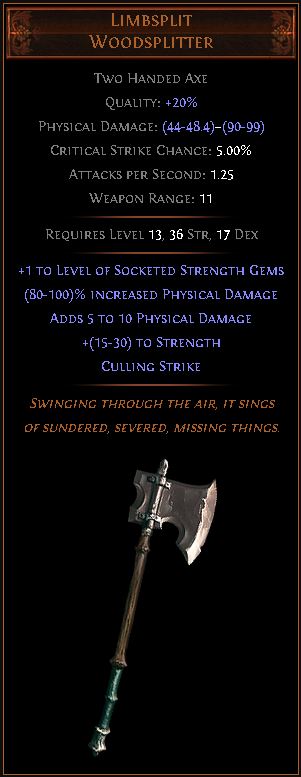 Limbsplit
Woodsplitter
Two Handed Axe
Quality: +20%
Physical Damage: (44-48.4)–(90-99)
Critical Strike Chance: 5.00%
Attacks per Second: 1.25
Weapon Range: 11
Requires Level 13, 36 Str, 17 Dex
+1 to Level of Socketed Strength Gems
(80-100)% increased Physical Damage
Adds 5 to 10 Physical Damage
+(15-30) to Strength
Culling Strike
Swinging through the air, it sings
of sundered, severed, missing things.